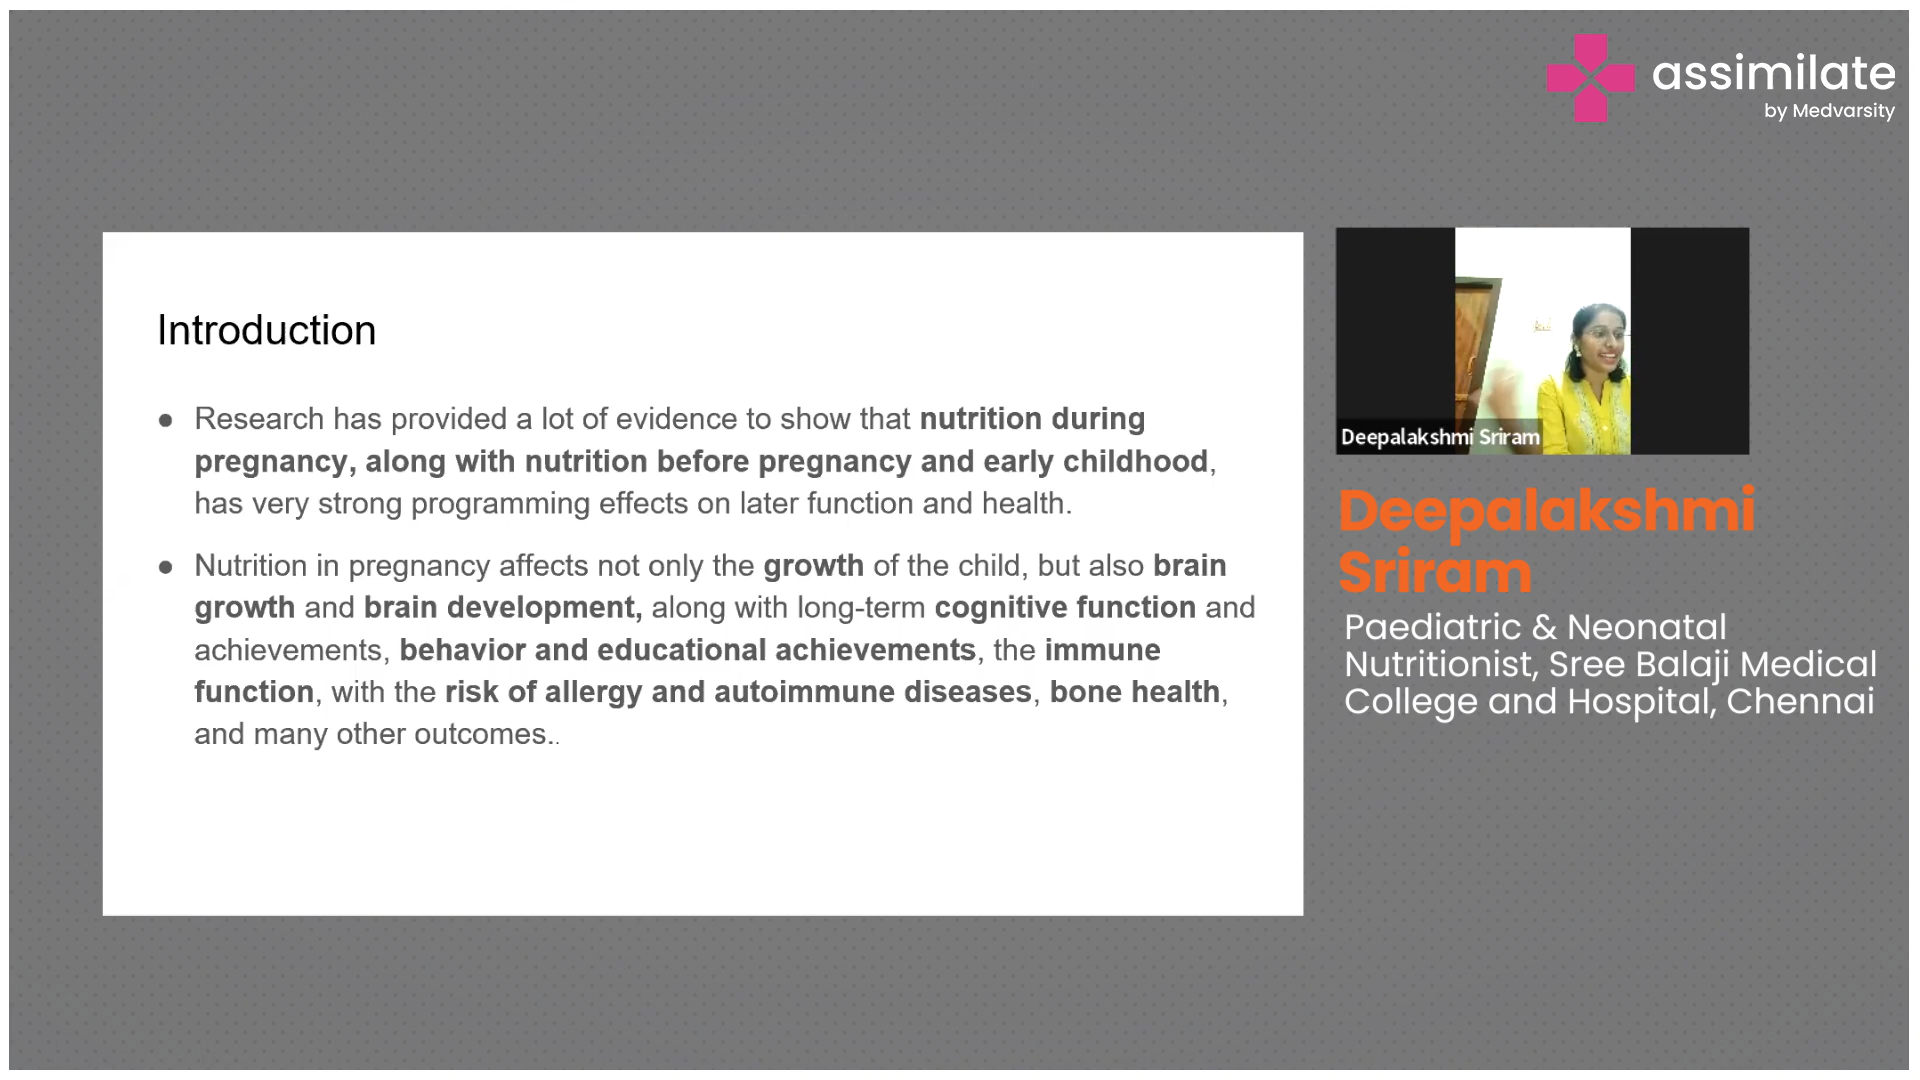 assimilate
by Medvarsity
Introduction
● Research has provided a lot of evidence to show that nutrition during
pregnancy, along with nutrition before pregnancy and early childhood,
has very strong programming effects on later function and health.
● Nutrition in pregnancy affects not only the growth of the child, but also brain
growth and brain development, along with long-term cognitive function and
achievements, behavior and educational achievements, the immune
function, with the risk of allergy and autoimmune diseases, bone health,
and many other outcomes..
Deepalakshmi Sriram
Deepalakshmi
Sriram
Paediatric & Neonatal
Nutritionist, Sree Balaji Medical
College and Hospital, Chennai